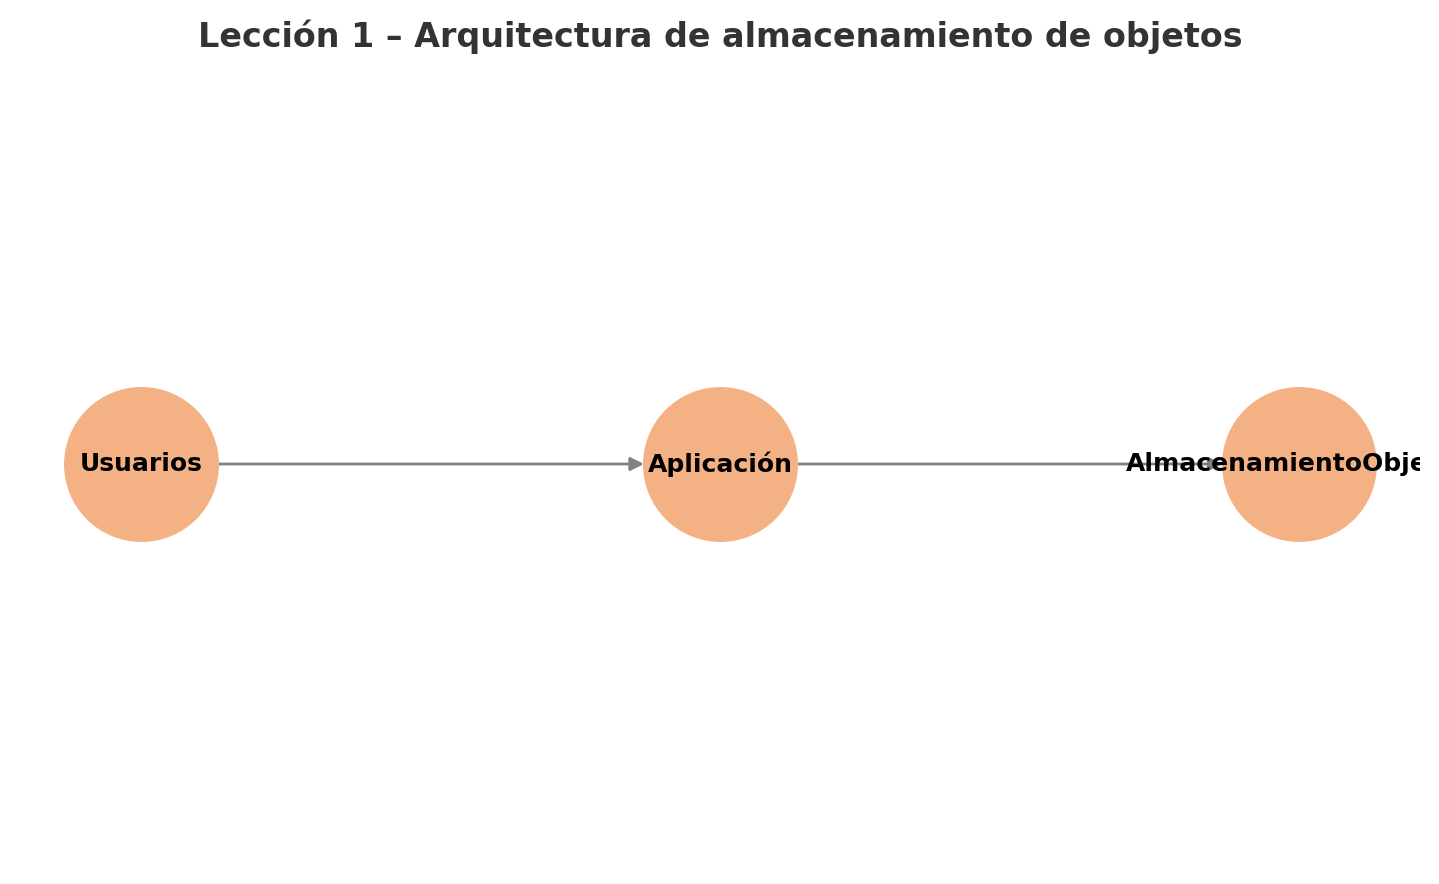 Lección 1 – Arquitectura de almacenamiento de objetos
Usuarios
Aplicación
AlmacenamientoObje